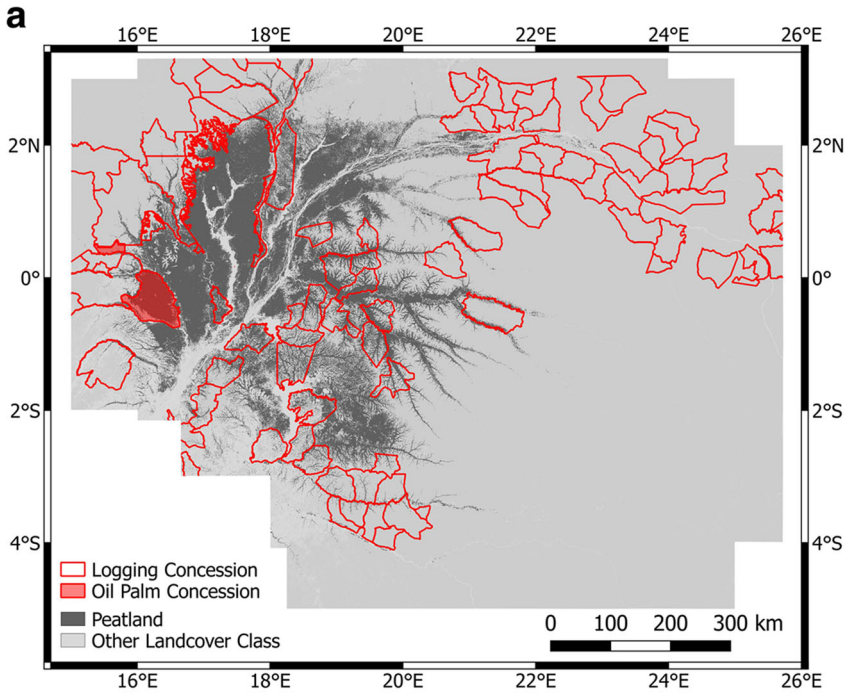 a
16°E 18°E 20°E 22°E 24°E 26°E
2°N 2°N
0° 0°
2°S 2°S
4°S 4°S
Logging Concession
Oil Palm Concession
Peatland
Other Landcover Class
0 100 200 300 km
16°E 18°E 20°E 22°E 24°E 26°E